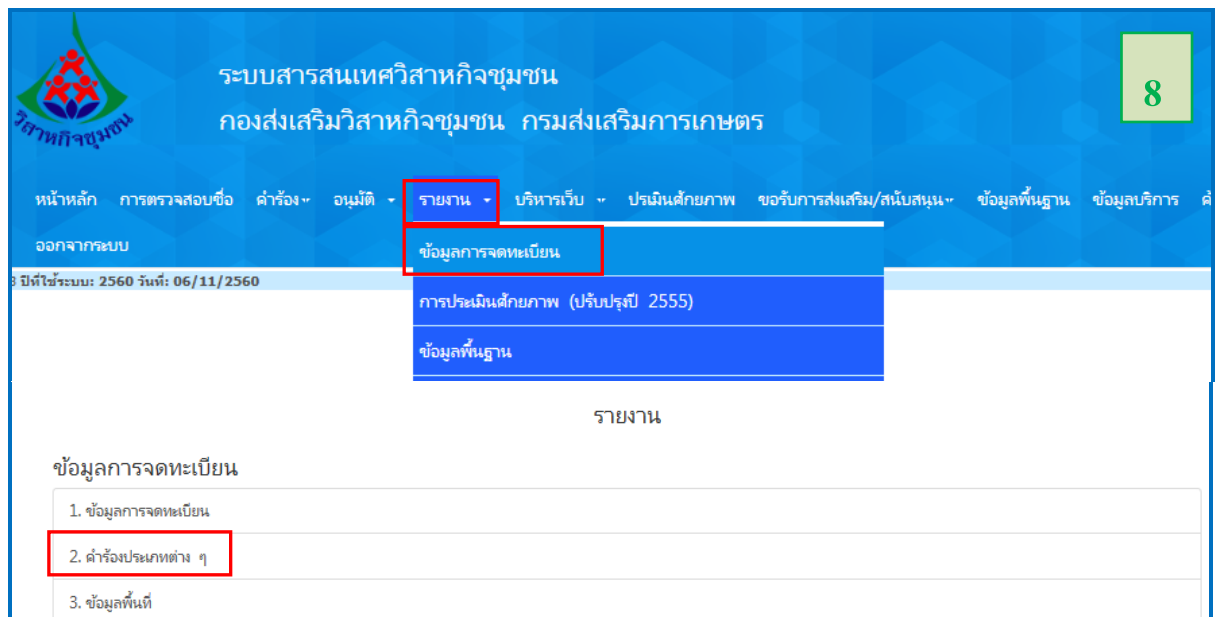 ระบบสารสนเทศวิสาหกิจชุมชน
กองส่งเสริมวิสาหกิจชุมชน กรมส่งเสริมการเกษตร
8
วิสาหกิจชุมชน
หน้าหลัก การตรวจสอบชื่อ คำร้อง อนุมัติ รายงาน บริหารเว็บ ประเมินศักยภาพ ขอรับการส่งเสริม/สนับสนุน ข้อมูลพื้นฐาน ข้อมูลบริการ
ออกจากระบบ
ข้อมูลการจดทะเบียน
ปีที่ใช้ระบบ: 2560 วันที่: 06/11/2560
การประเมินศักยภาพ (ปรับปรุงปี 2555)
ข้อมูลพื้นฐาน
รายงาน
ข้อมูลการจดทะเบียน
1. ข้อมูลการจดทะเบียน
2. คำร้องประเภทต่าง ๆ
3. ข้อมูลพื้นที่